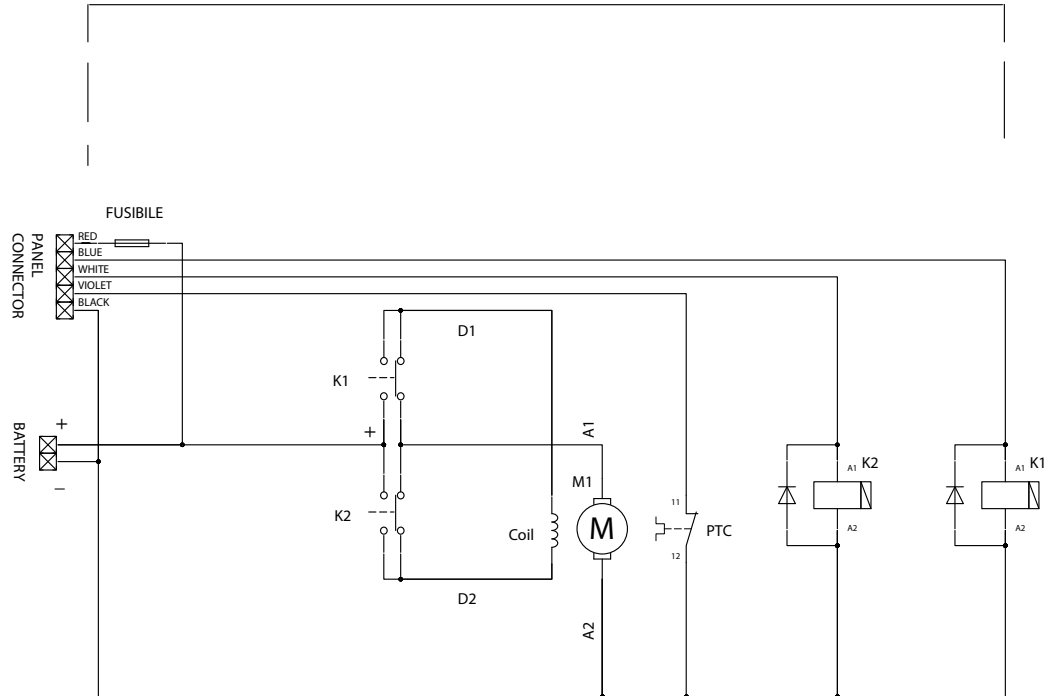 FUSIBILE
PANEL
CONNECTOR
RED
BLUE
WHITE
VIOLET
BLACK
D1
K1
BATTERY
+
–
+
A1
K2
M1
M
Coil
D2
A2
11
12
PTC
A1
K2
A2
A1
K1
A2